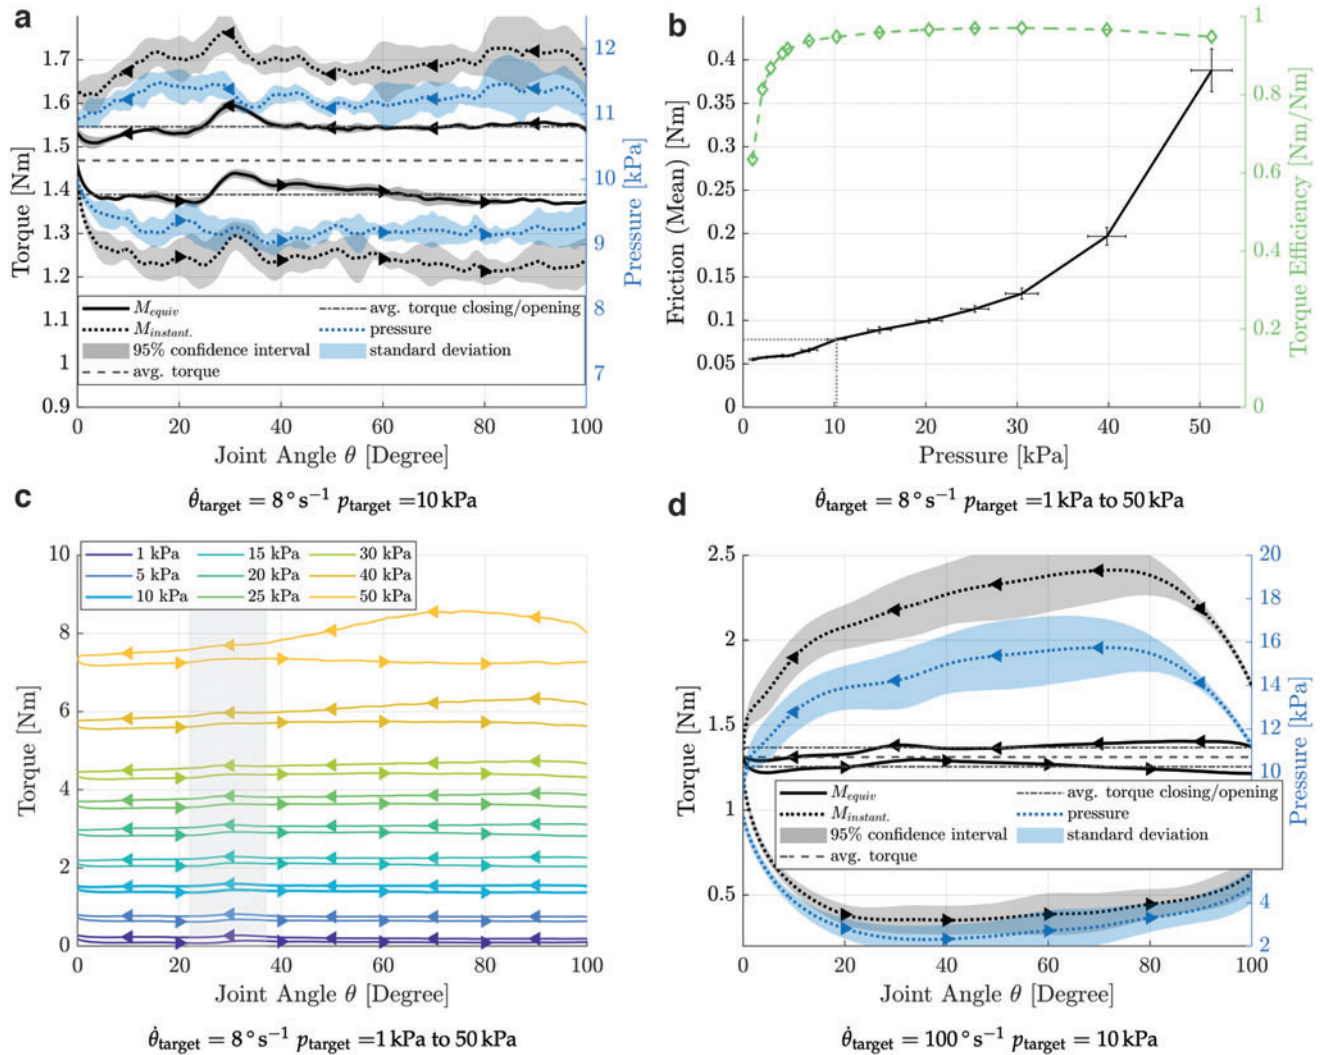 a
1.7
1.6
1.5
1.4
1.3
1.2
1.1
1
0.9
Torque [Nm]
12
11
10
9
8
7
Pressure [kPa]
M_equiv
M_instant.
95% confidence interval
avg. torque
avg. torque closing/opening
pressure
standard deviation
0 20 40 60 80 100
Joint Angle θ [Degree]
θ̇_target = 8 ° s⁻¹ p_target =10 kPa
b
0.4
0.35
0.3
0.25
0.2
0.15
0.1
0.05
0
Friction (Mean) [Nm]
1
0.8
0.6
0.4
0.2
0
Torque Efficiency [Nm/Nm]
0 10 20 30 40 50
Pressure [kPa]
θ̇_target = 8 ° s⁻¹ p_target =1 kPa to 50 kPa
c
1 kPa 15 kPa 30 kPa
5 kPa 20 kPa 40 kPa
10 kPa 25 kPa 50 kPa
10
8
6
4
2
0
Torque [Nm]
0 20 40 60 80 100
Joint Angle θ [Degree]
θ̇_target = 8 ° s⁻¹ p_target =1 kPa to 50 kPa
d
2.5
2
1.5
1
0.5
Torque [Nm]
20
18
16
14
12
10
4
2
Pressure [kPa]
M_equiv
M_instant.
95% confidence interval
avg. torque
avg. torque closing/opening
pressure
standard deviation
0 20 40 60 80 100
Joint Angle θ [Degree]
θ̇_target = 100 ° s⁻¹ p_target = 10 kPa